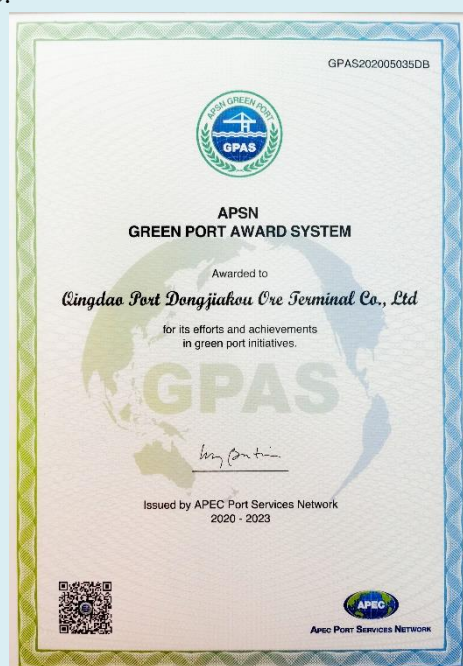 GPAS202005035DB
APSN GREEN PORT
GPAS
APSN
GREEN PORT AWARD SYSTEM
Awarded to
Qingdao Port Dongjiakou Ore Terminal Co., Ltd
for its efforts and achievements
in green port initiatives.
GPAS
Issued by APEC Port Services Network
2020 - 2023
APEC
APEC PORT SERVICES NETWORK